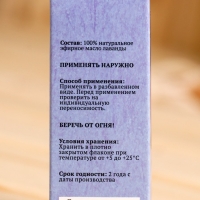 Состав: 100% натуральное
эфирное масло лаванды
ПРИМЕНЯТЬ НАРУЖНО
Способ применения:
Применять в разбавленном
виде. Перед применением
проверить на
индивидуальную
переносимость.
БЕРЕЧЬ ОТ ОГНЯ!
Условия хранения:
Хранить в плотно
закрытом флаконе при
температуре от +5 до +25°С
Срок годности: 2 года с
даты производства